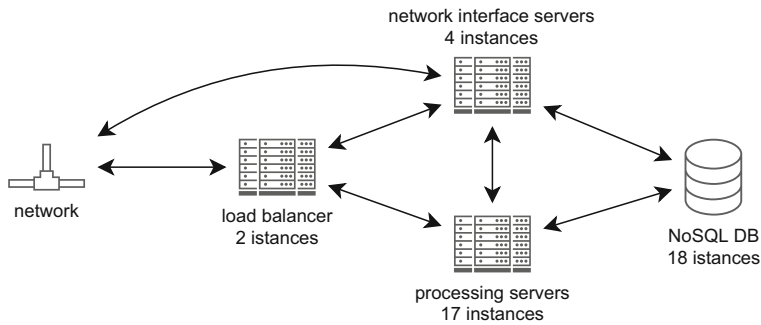 network interface servers
4 instances
network
load balancer
2 istances
NoSQL DB
18 istances
processing servers
17 instances